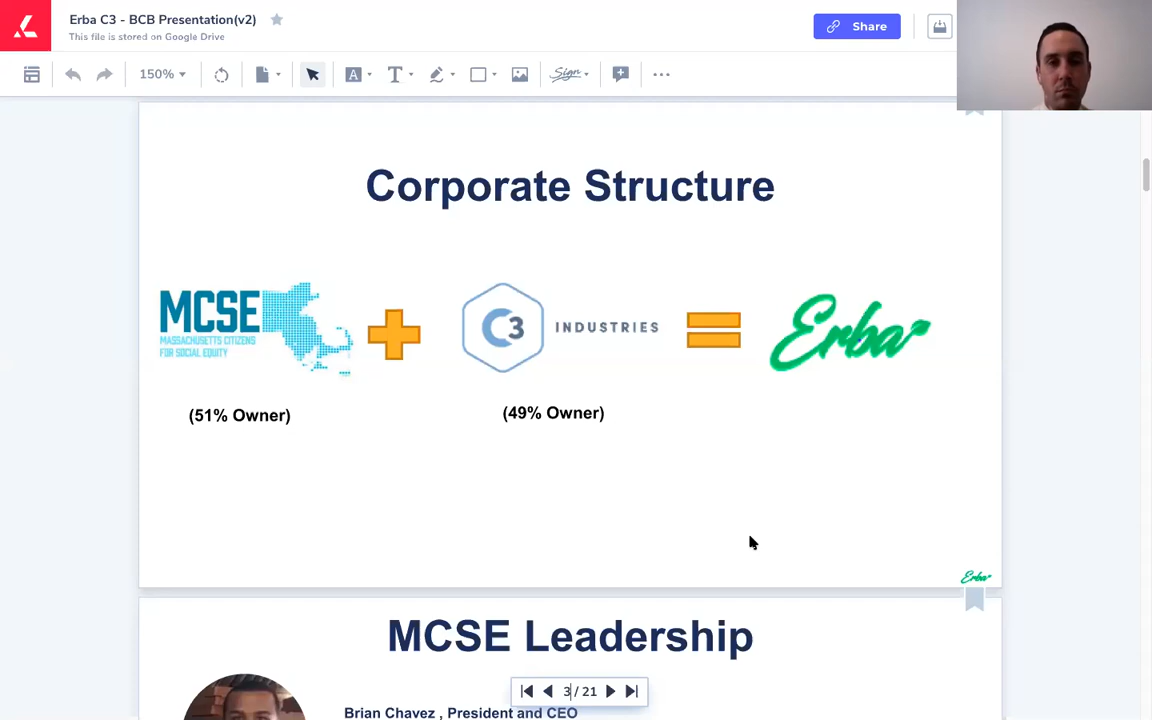 Erba C3 - BCB Presentation(v2)
This file is stored on Google Drive
Share
150%
A
T
Sign
Corporate Structure
MCSE
MASSACHUSETTS CITIZENS
FOR SOCIAL EQUITY
C3 INDUSTRIES
Erba
(51% Owner)
(49% Owner)
Erba
MCSE Leadership
3 / 21
Brian Chavez , President and CEO